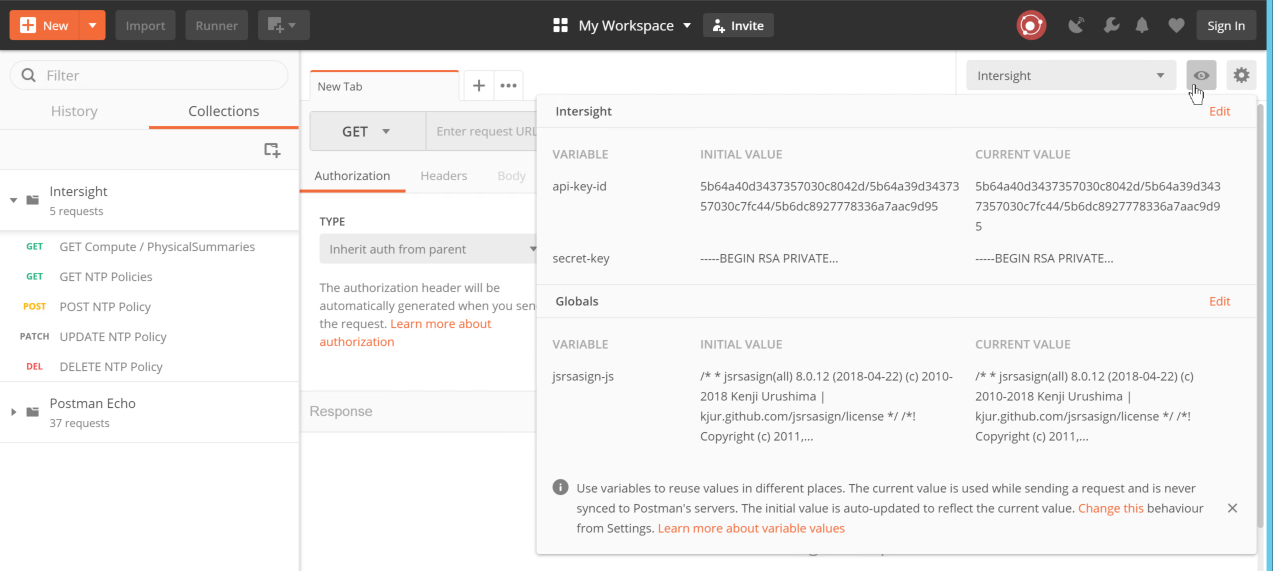 New
Import
Runner
My Workspace
Invite
Sign In
Filter
History
Collections
Intersight
5 requests
GET GET Compute / PhysicalSummaries
GET GET NTP Policies
POST POST NTP Policy
PATCH UPDATE NTP Policy
DEL DELETE NTP Policy
Postman Echo
37 requests
New Tab
+ •••
Intersight
GET
Enter request URL
Authorization
Headers
Body
TYPE
Inherit auth from parent
The authorization header will be
automatically generated when you sen
the request. Learn more about
authorization
Response
Intersight
Edit
VARIABLE INITIAL VALUE CURRENT VALUE
api-key-id
5b64a40d3437357030c8042d/5b64a39d34373
57030c7fc44/5b6dc8927778336a7aac9d95
5b64a40d3437357030c8042d/5b64a39d343
7357030c7fc44/5b6dc8927778336a7aac9d9
5
secret-key
-----BEGIN RSA PRIVATE...
-----BEGIN RSA PRIVATE...
Globals
Edit
VARIABLE INITIAL VALUE CURRENT VALUE
jsrsasign-js
/* * jsrsasign(all) 8.0.12 (2018-04-22) (c) 2010-
2018 Kenji Urushima |
kjur.github.com/jsrsasign/license */ /*!
Copyright (c) 2011,...
/* * jsrsasign(all) 8.0.12 (2018-04-22) (c)
2010-2018 Kenji Urushima |
kjur.github.com/jsrsasign/license */ /*!
Copyright (c) 2011,...
Use variables to reuse values in different places. The current value is used while sending a request and is never
synced to Postman's servers. The initial value is auto-updated to reflect the current value. Change this behaviour
from Settings. Learn more about variable values